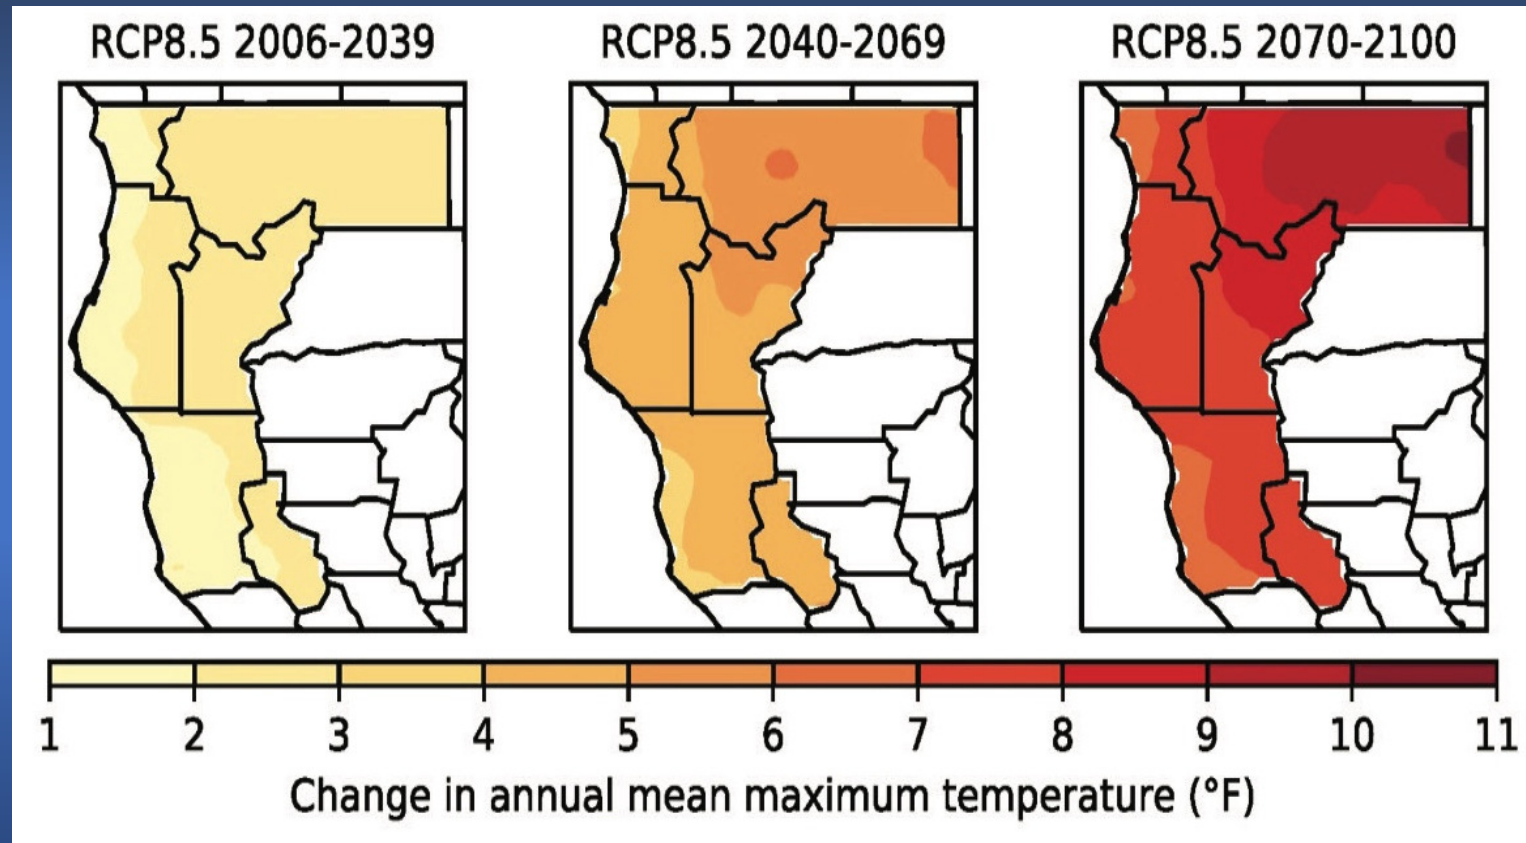 RCP8.5 2006-2039 RCP8.5 2040-2069 RCP8.5 2070-2100
1 2 3 4 5 6 7 8 9 10 11
Change in annual mean maximum temperature (°F)